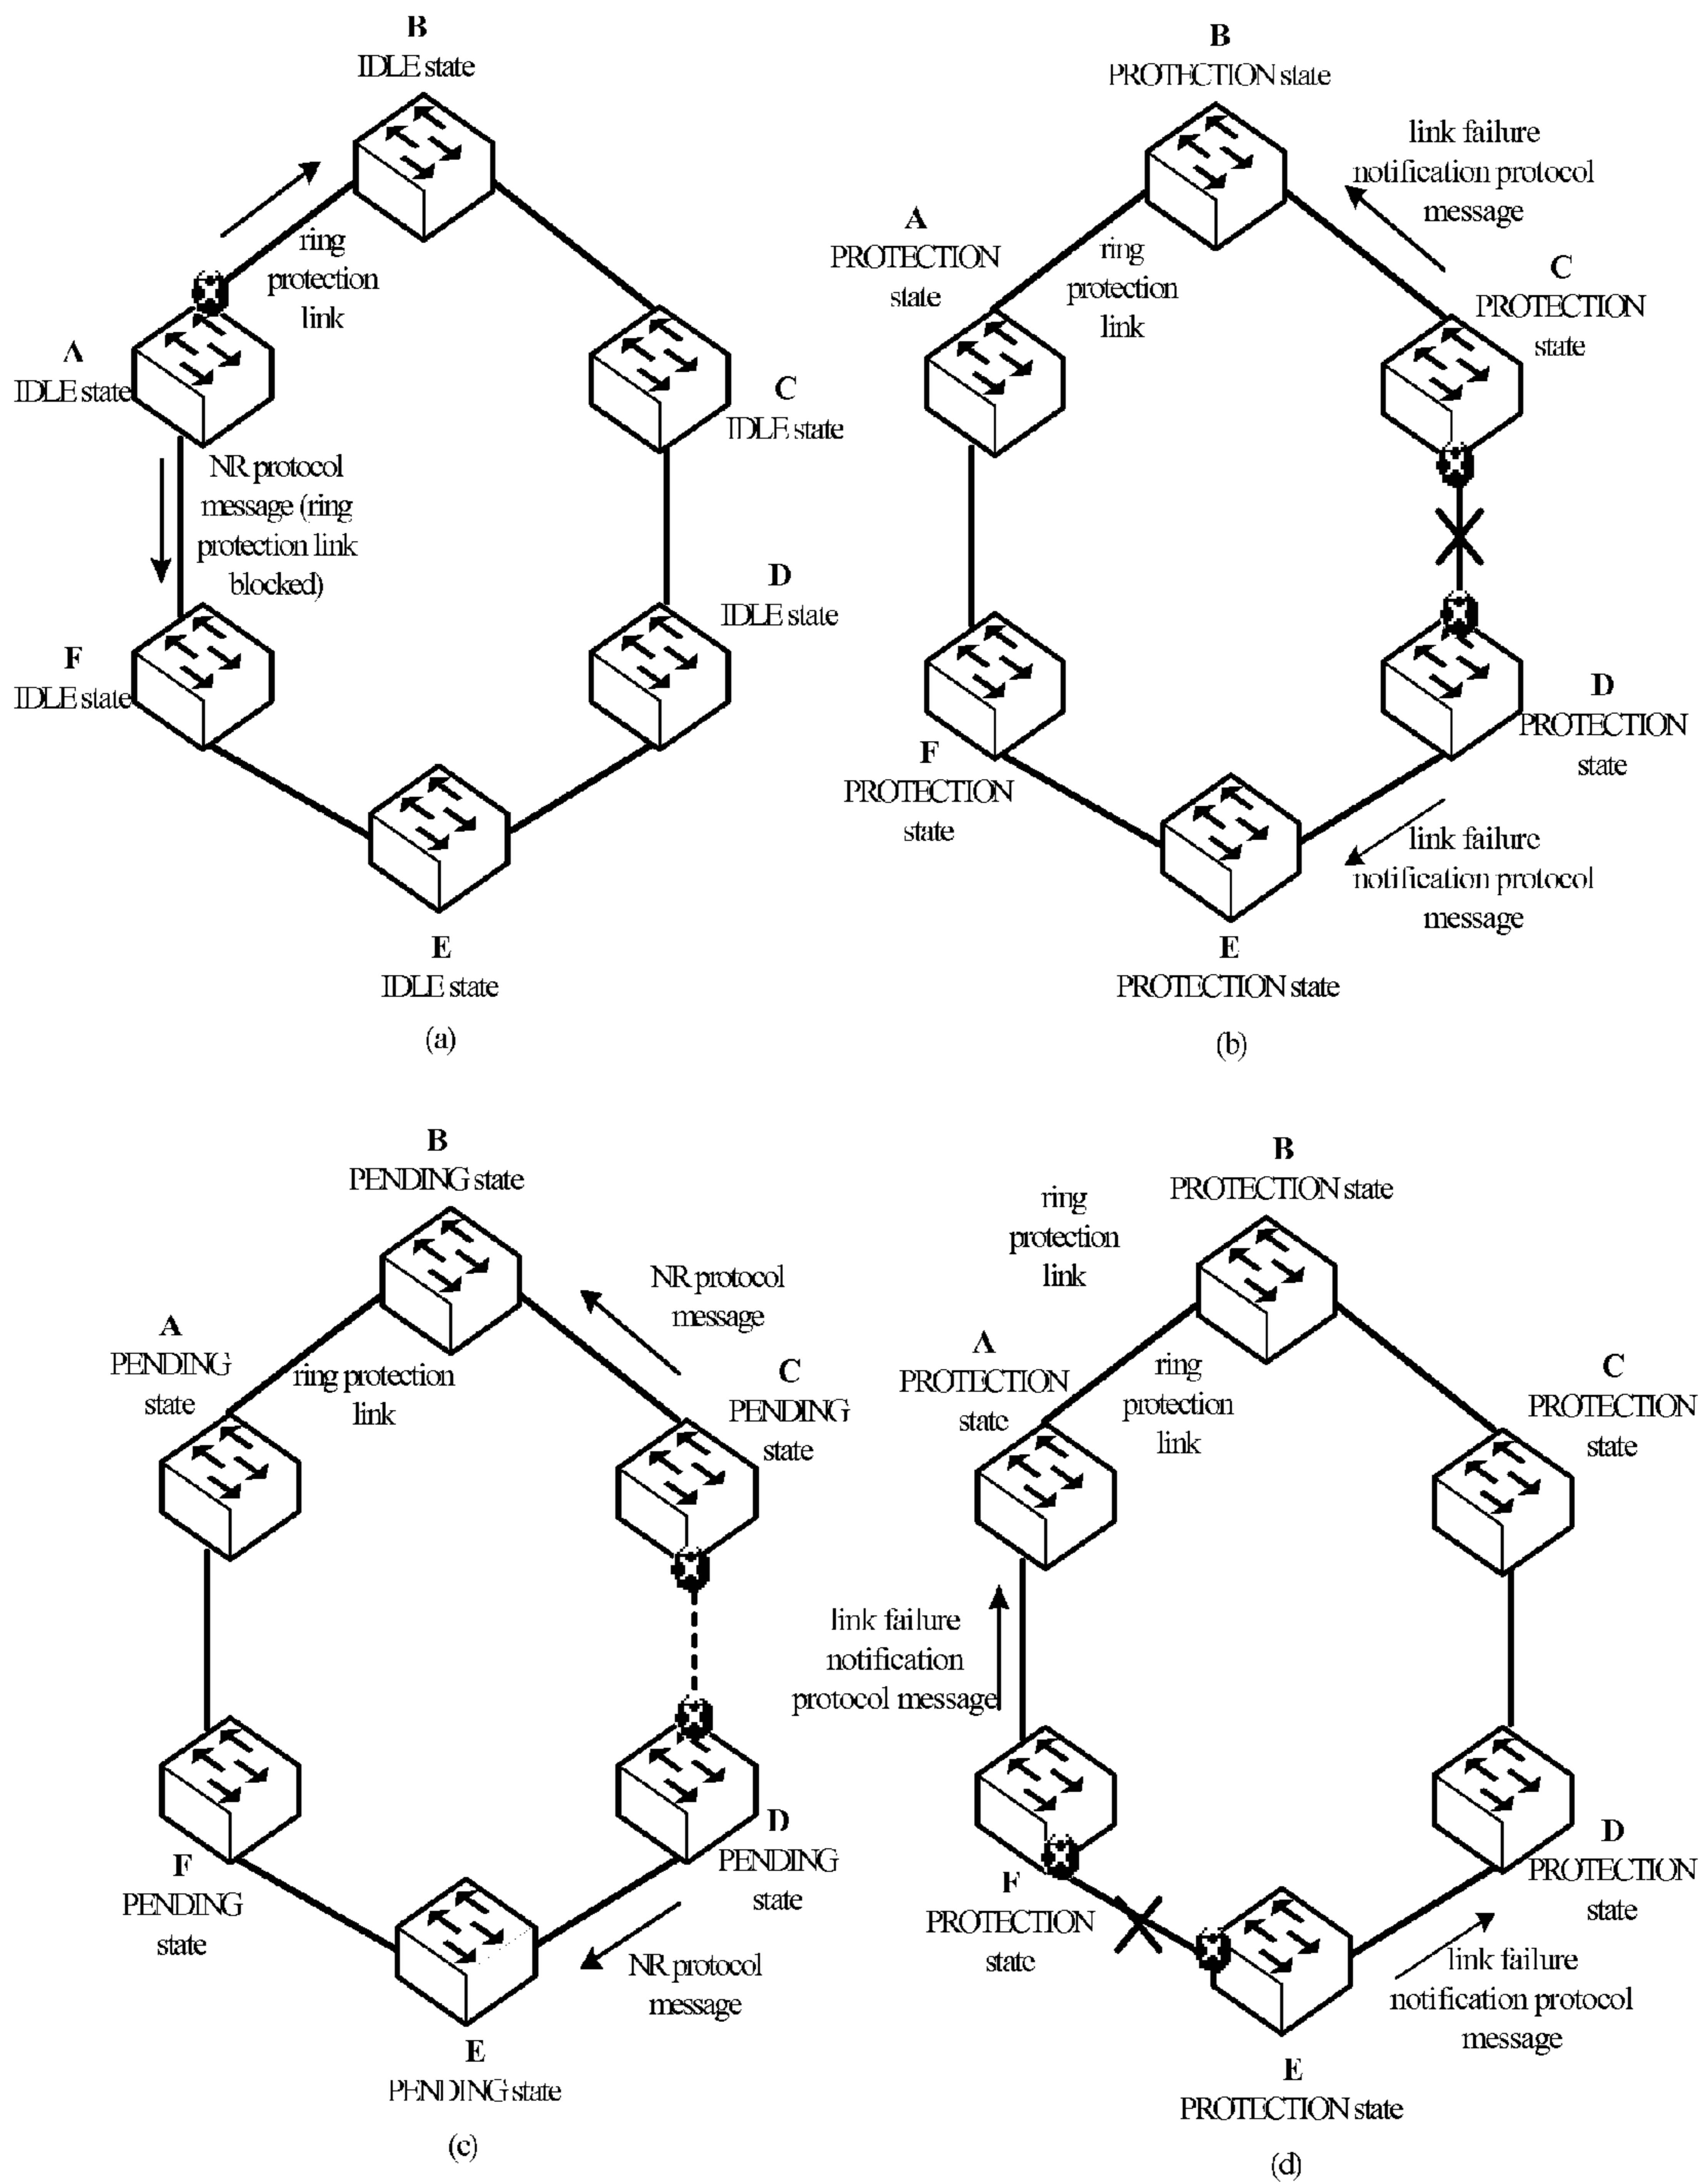 B
IDLE state
ring
protection
link
A
IDLE state
C
IDLE state
NR protocol
message (ring
protection link
blocked)
D
IDLE state
F
IDLE state
E
IDLE state
(a)
B
PROTECTION state
link failure
notification protocol
message
A
PROTECTION
state
ring
protection
link
C
PROTECTION
state
D
PROTECTION
state
F
PROTECTION
state
link failure
notification protocol
message
E
PROTECTION state
(b)
B
PENDING state
NR protocol
message
A
PENDING
state
ring protection
link
C
PENDING
state
D
PENDING
state
F
PENDING
state
NR protocol
message
E
PENDING state
(c)
B
PROTECTION state
ring
protection
link
A
PROTECTION
state
ring
protection
link
C
PROTECTION
state
link failure
notification
protocol message
D
PROTECTION
state
F
PROTECTION
state
link failure
notification protocol
message
E
PROTECTION state
(d)